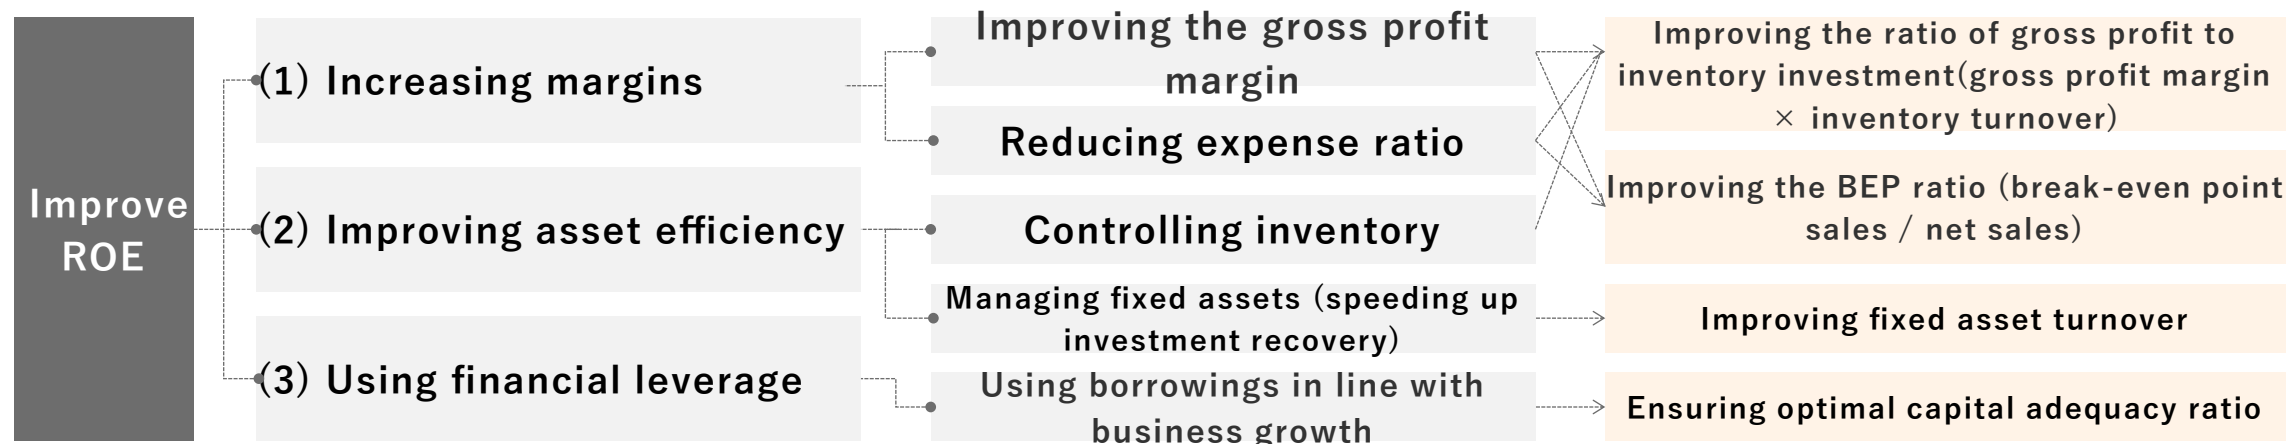 Improve
ROE
(1) Increasing margins
(2) Improving asset efficiency
(3) Using financial leverage
Improving the gross profit
margin
Reducing expense ratio
Controlling inventory
Managing fixed assets (speeding up
investment recovery)
Using borrowings in line with
business growth
Improving the ratio of gross profit to
inventory investment(gross profit margin
× inventory turnover)
Improving the BEP ratio (break-even point
sales / net sales)
Improving fixed asset turnover
Ensuring optimal capital adequacy ratio